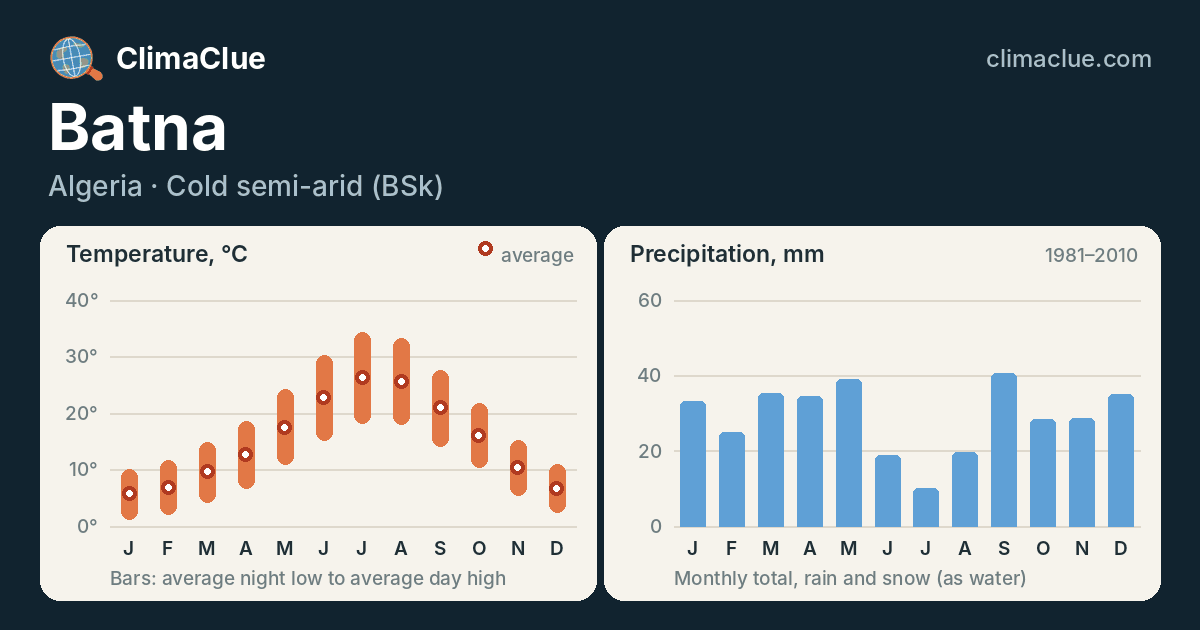 ClimaClue
climaclue.com
Batna
Algeria · Cold semi-arid (BSk)
Temperature, °C
average
40°
30°
20°
10°
0°
J F M A M J J A S O N D
Bars: average night low to average day high
Precipitation, mm
1981–2010
60
40
20
0
J F M A M J J A S O N D
Monthly total, rain and snow (as water)